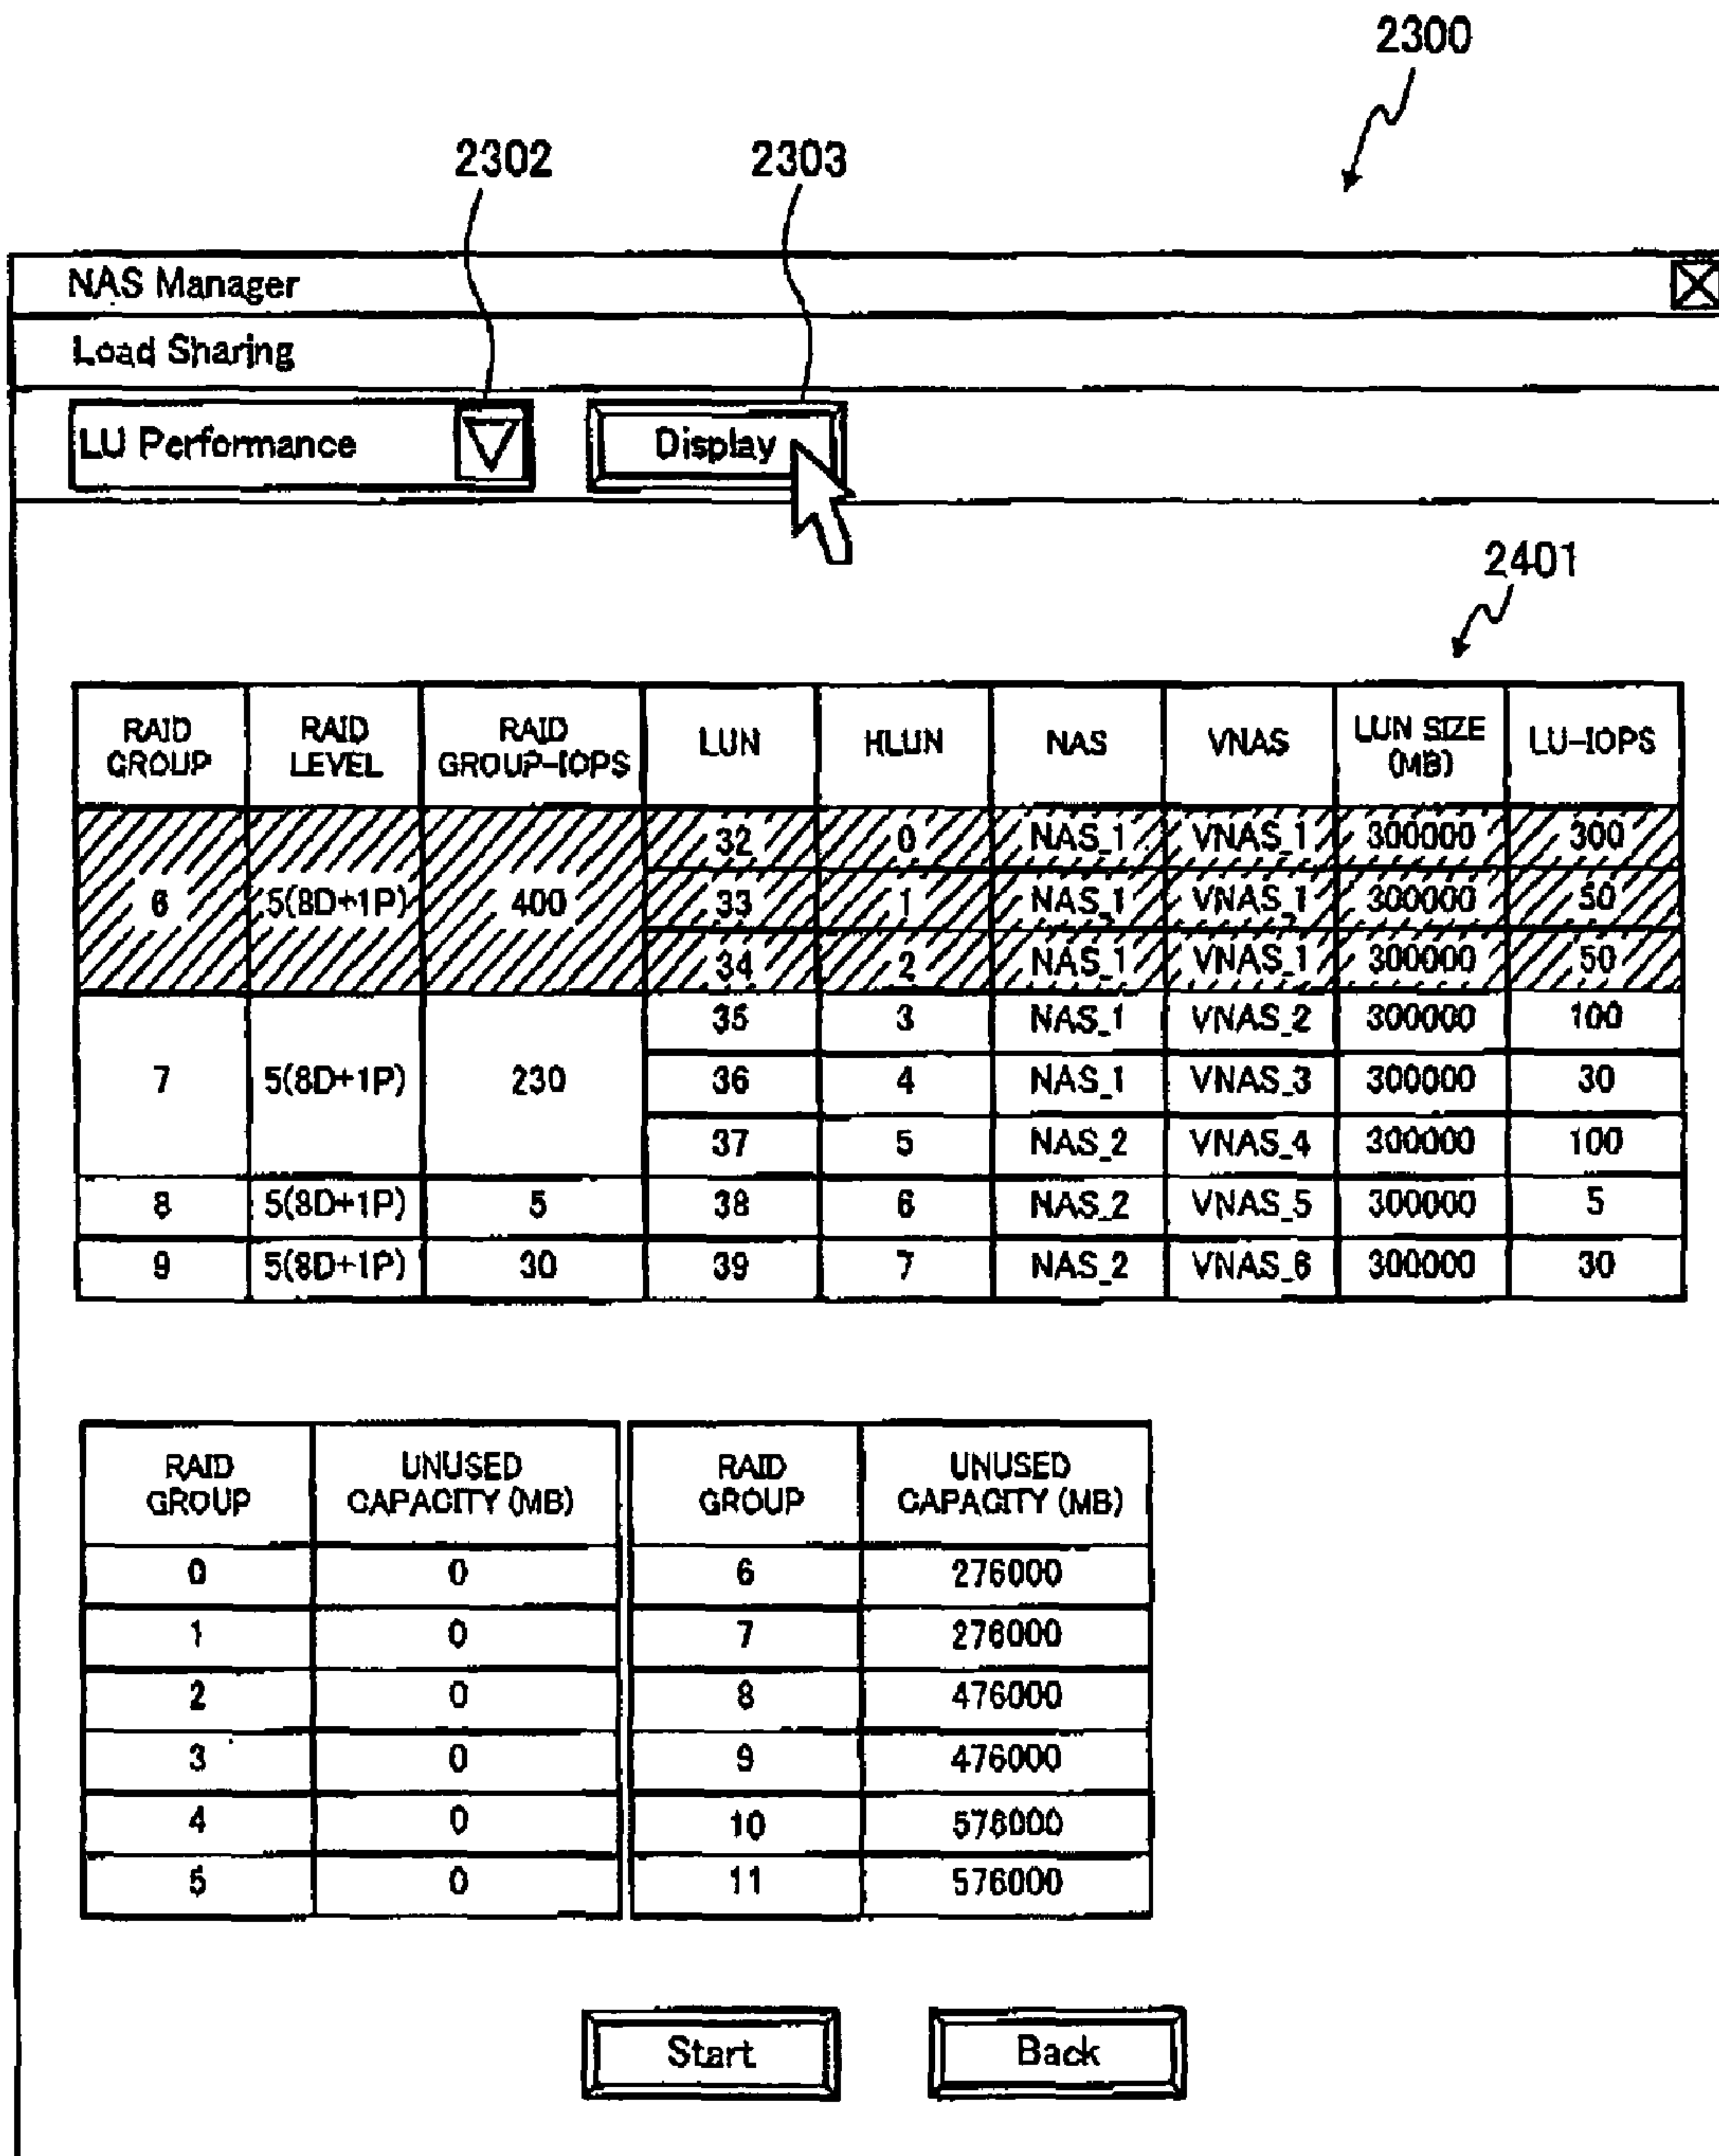 2300
2302 2303
NAS Manager
Load Sharing
LU Performance Display
2401
RAID GROUP RAID LEVEL RAID GROUP-IOPS LUN HLUN NAS VNAS LUN SIZE (MB) LU-IOPS
6 5(8D+1P) 400 32 0 NAS_1 VNAS_1 300000 300
33 1 NAS_1 VNAS_1 300000 50
34 2 NAS_1 VNAS_1 300000 50
7 5(8D+1P) 230 35 3 NAS_1 VNAS_2 300000 100
36 4 NAS_1 VNAS_3 300000 30
37 5 NAS_2 VNAS_4 300000 100
8 5(8D+1P) 5 38 6 NAS_2 VNAS_5 300000 5
9 5(8D+1P) 30 39 7 NAS_2 VNAS_6 300000 30
RAID GROUP UNUSED CAPACITY (MB) RAID GROUP UNUSED CAPACITY (MB)
0 0 6 276000
1 0 7 276000
2 0 8 476000
3 0 9 476000
4 0 10 576000
5 0 11 576000
Start Back